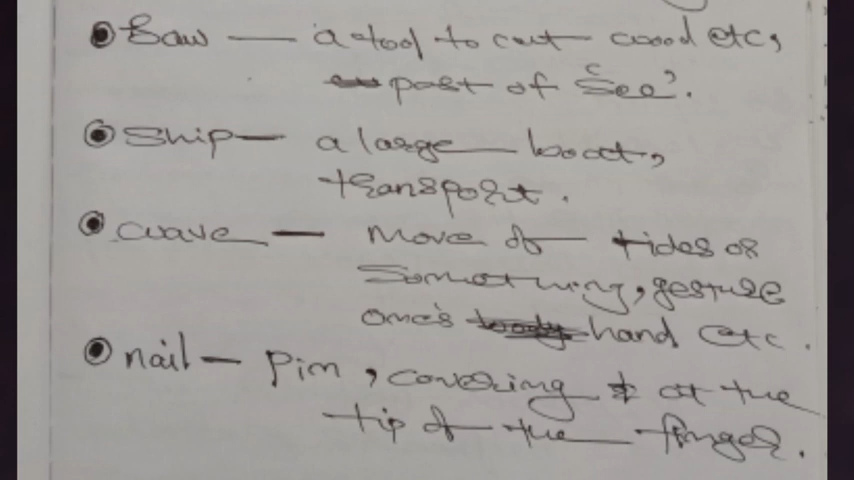 Saw — a tool to cut wood etc,
past of 'See'.
Ship — a large boat,
transport.
wave — Move of tides or
Something, gesture
one's hand etc.
nail — Pin, covering at the
tip of the finger.